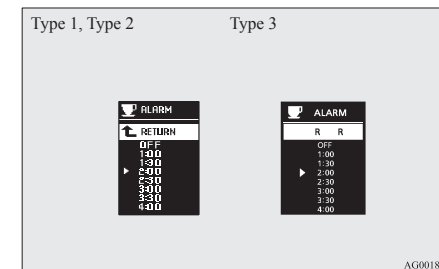 Type 1, Type 2
Type 3
ALARM
RETURN
OFF
1:00
1:30
2:00
2:30
3:00
3:30
4:00
ALARM
R R
OFF
1:00
1:30
2:00
2:30
3:00
3:30
4:00
AG0018